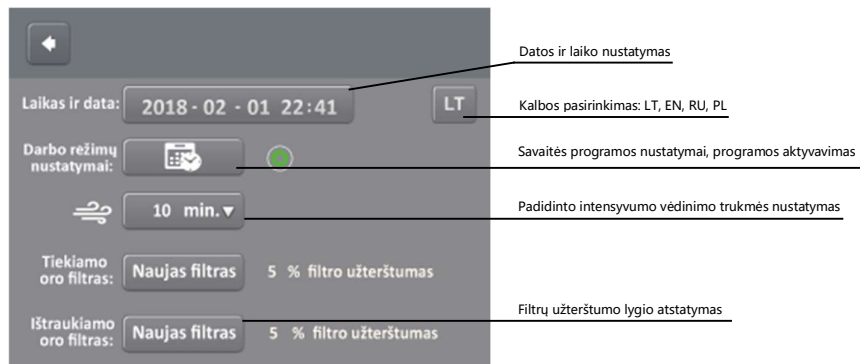 Datos ir laiko nustatymas
Laikas ir data: 2018 - 02 - 01 22:41 LT
Kalbos pasirinkimas: LT, EN, RU, PL
Darbo režimų
nustatymai:
Savaitės programos nustatymai, programos aktyvavimas
10 min.▼
Padidinto intensyvumo vėdinimo trukmės nustatymas
Tiekiamo
oro filtras: Naujas filtras 5 % filtro užterštumas
Filtrų užterštumo lygio atstatymas
Ištraukiamo
oro filtras: Naujas filtras 5 % filtro užterštumas